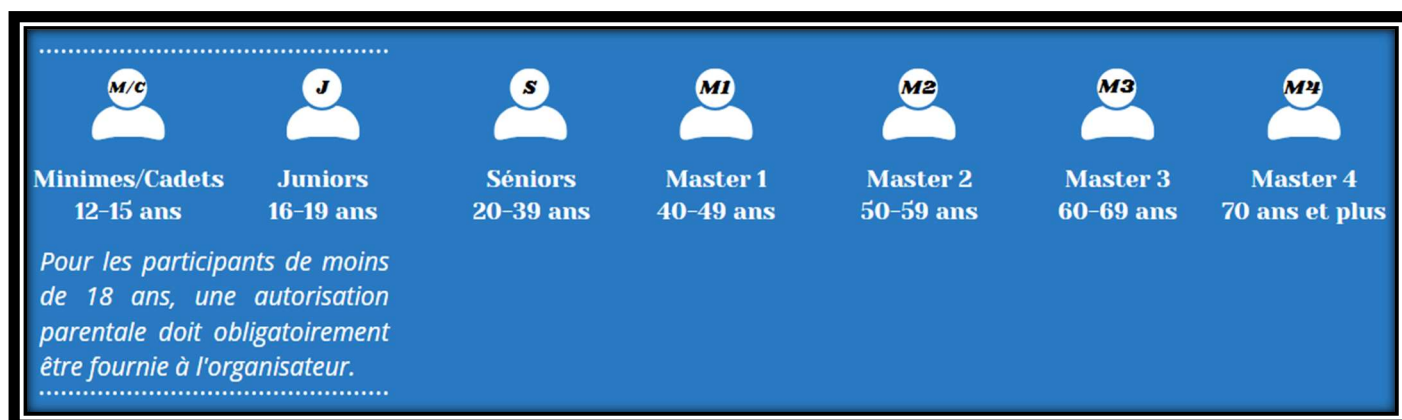 M/C J S M1 M2 M3 M4
Minimes/Cadets Juniors Séniors Master 1 Master 2 Master 3 Master 4
12-15 ans 16-19 ans 20-39 ans 40-49 ans 50-59 ans 60-69 ans 70 ans et plus
Pour les participants de moins
de 18 ans, une autorisation
parentale doit obligatoirement
être fournie à l'organisateur.